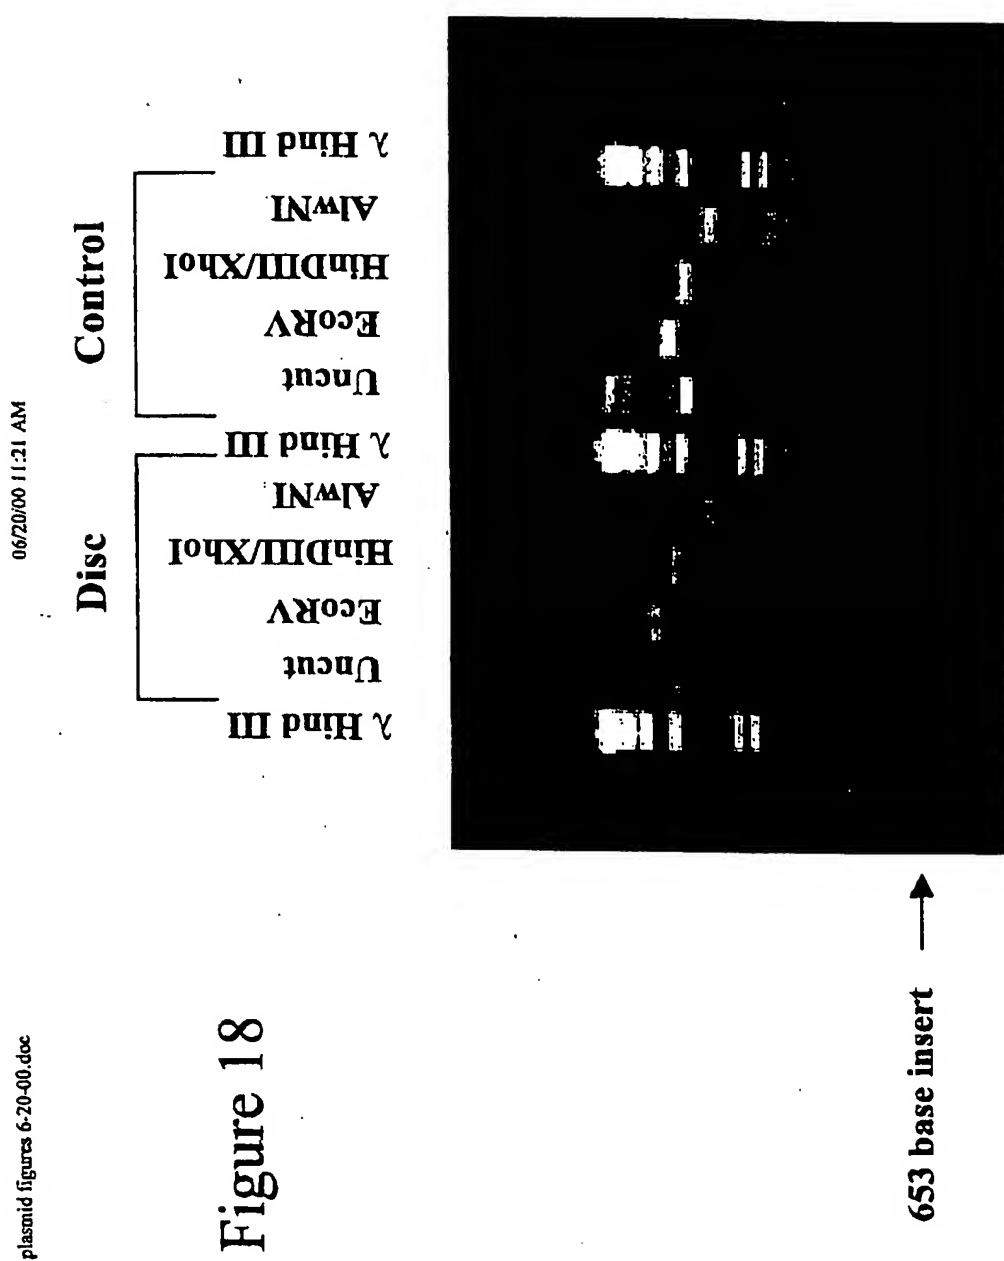 plasmid figures 6-20-00.doc
06/20/00 11:21 AM
Figure 18
Disc
Control
λ Hind III
Uncut
EcoRV
HinDIII/XhoI
AlwNI
λ Hind III
Uncut
EcoRV
HinDIII/XhoI
AlwNI
λ Hind III
653 base insert